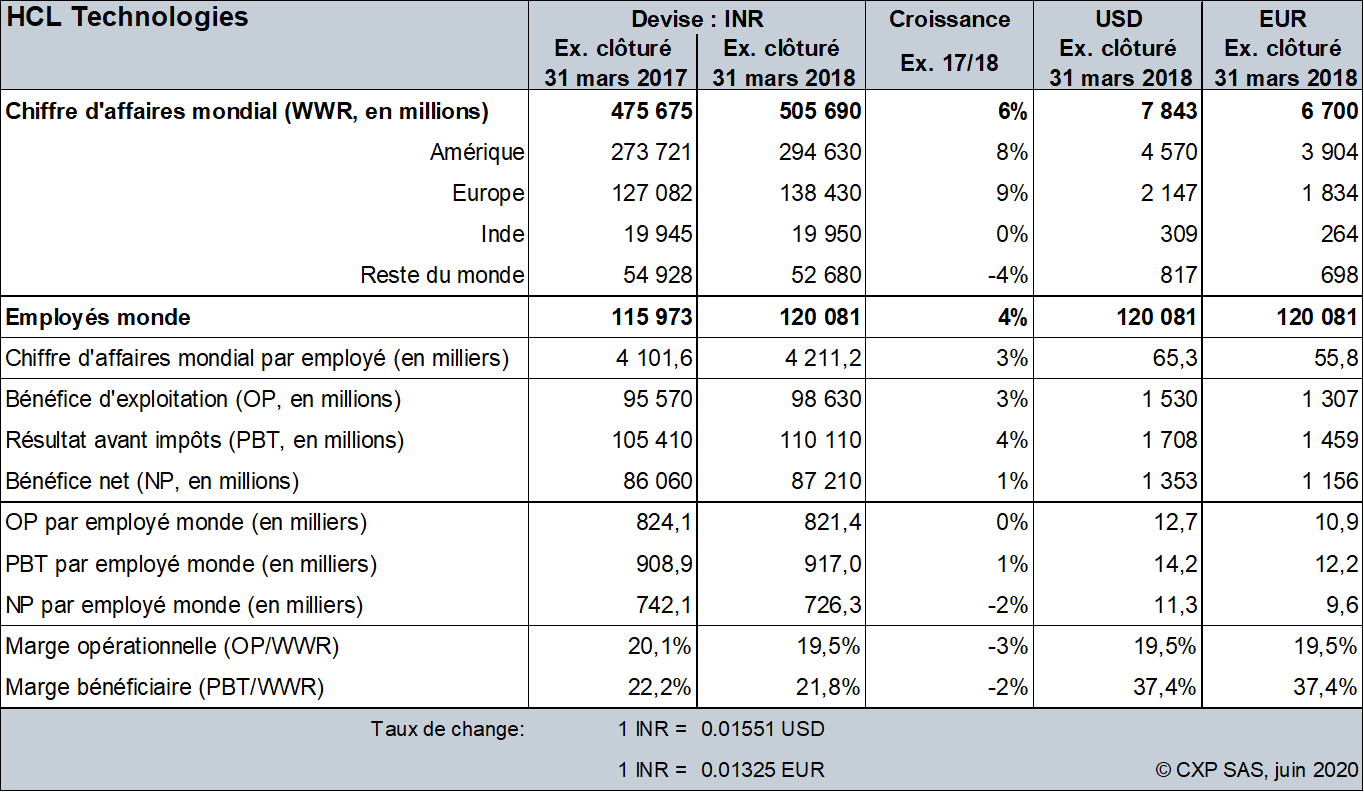 HCL Technologies Devise : INR Croissance USD EUR
Ex. clôturé Ex. clôturé Ex. 17/18 Ex. clôturé Ex. clôturé
31 mars 2017 31 mars 2018 31 mars 2018 31 mars 2018
Chiffre d'affaires mondial (WWR, en millions) 475 675 505 690 6% 7 843 6 700
Amérique 273 721 294 630 8% 4 570 3 904
Europe 127 082 138 430 9% 2 147 1 834
Inde 19 945 19 950 0% 309 264
Reste du monde 54 928 52 680 -4% 817 698
Employés monde 115 973 120 081 4% 120 081 120 081
Chiffre d'affaires mondial par employé (en milliers) 4 101,6 4 211,2 3% 65,3 55,8
Bénéfice d'exploitation (OP, en millions) 95 570 98 630 3% 1 530 1 307
Résultat avant impôts (PBT, en millions) 105 410 110 110 4% 1 708 1 459
Bénéfice net (NP, en millions) 86 060 87 210 1% 1 353 1 156
OP par employé monde (en milliers) 824,1 821,4 0% 12,7 10,9
PBT par employé monde (en milliers) 908,9 917,0 1% 14,2 12,2
NP par employé monde (en milliers) 742,1 726,3 -2% 11,3 9,6
Marge opérationnelle (OP/WWR) 20,1% 19,5% -3% 19,5% 19,5%
Marge bénéficiaire (PBT/WWR) 22,2% 21,8% -2% 37,4% 37,4%
Taux de change: 1 INR = 0.01551 USD
1 INR = 0.01325 EUR © CXP SAS, juin 2020